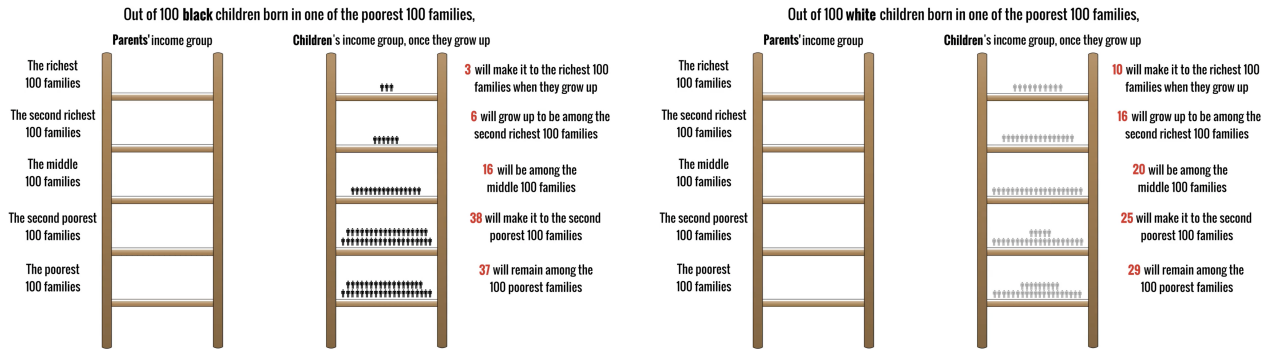 Out of 100 black children born in one of the poorest 100 families,
Parents' income group
Children's income group, once they grow up
The richest
100 families
3 will make it to the richest 100
families when they grow up
The second richest
100 families
6 will grow up to be among the
second richest 100 families
The middle
100 families
16 will be among the
middle 100 families
The second poorest
100 families
38 will make it to the second
poorest 100 families
The poorest
100 families
37 will remain among the
100 poorest families
Out of 100 white children born in one of the poorest 100 families,
Parents' income group
Children's income group, once they grow up
The richest
100 families
10 will make it to the richest 100
families when they grow up
The second richest
100 families
16 will grow up to be among the
second richest 100 families
The middle
100 families
20 will be among the
middle 100 families
The second poorest
100 families
25 will make it to the second
poorest 100 families
The poorest
100 families
29 will remain among the
100 poorest families